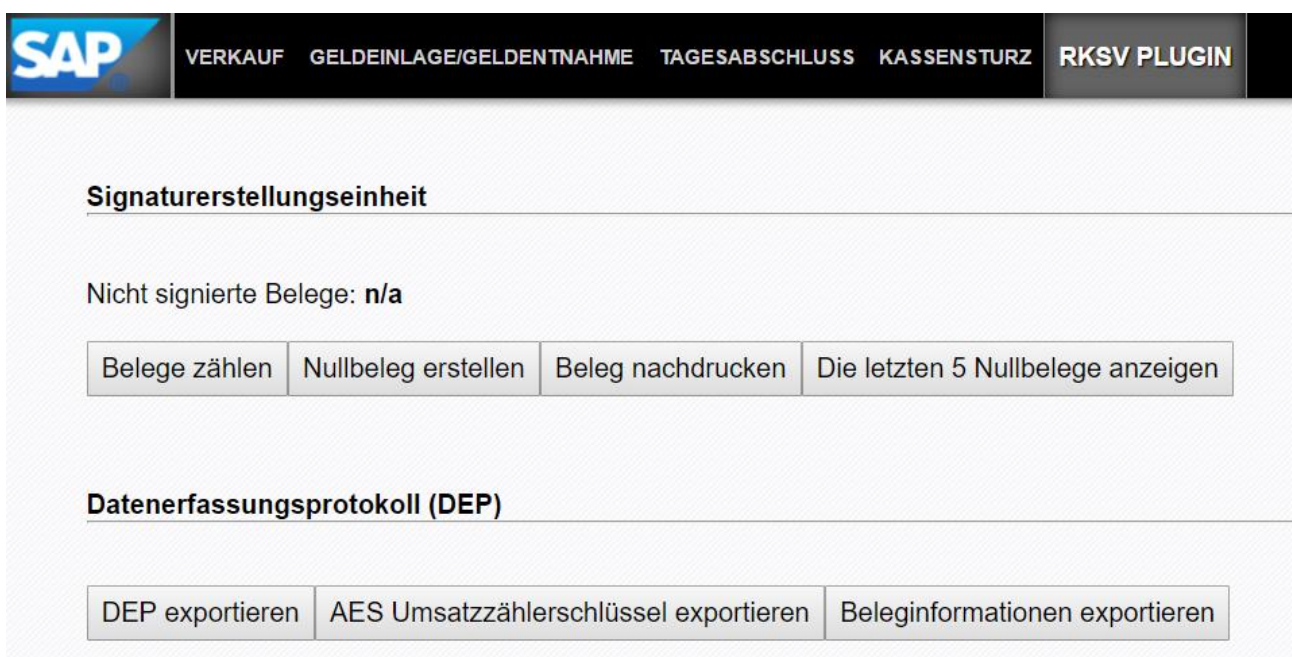 SAP VERKAUF GELDEINLAGE/GELDENTNAHME TAGESABSCHLUSS KASSENSTURZ RKSV PLUGIN
Signaturerstellungseinheit
Nicht signierte Belege: n/a
Belege zählen Nullbeleg erstellen Beleg nachdrucken Die letzten 5 Nullbelege anzeigen
Datenerfassungsprotokoll (DEP)
DEP exportieren AES Umsatzzählerschlüssel exportieren Beleginformationen exportieren